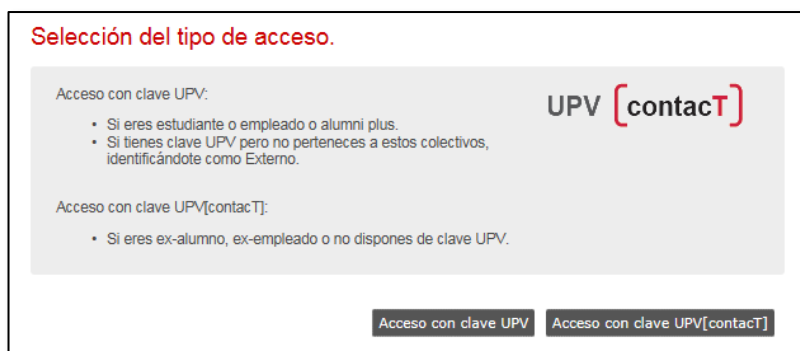 Selección del tipo de acceso.
Acceso con clave UPV:
UPV [contacT]
• Si eres estudiante o empleado o alumni plus.
• Si tienes clave UPV pero no perteneces a estos colectivos,
identificándote como Externo.
Acceso con clave UPV[contacT]:
• Si eres ex-alumno, ex-empleado o no dispones de clave UPV.
Acceso con clave UPV
Acceso con clave UPV[contacT]